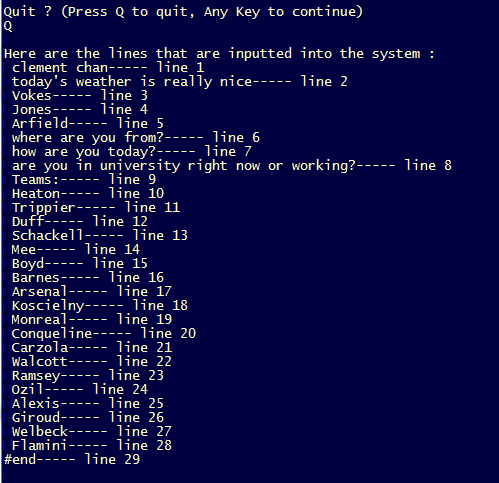 Quit ? (Press Q to quit, Any Key to continue)
Q
Here are the lines that are inputted into the system :
clement chan----- line 1
today's weather is really nice----- line 2
Vokes----- line 3
Jones----- line 4
Arfield----- line 5
where are you from?----- line 6
how are you today?----- line 7
are you in university right now or working?----- line 8
Teams:----- line 9
Heaton----- line 10
Trippier----- line 11
Duff----- line 12
Schackell----- line 13
Mee----- line 14
Boyd----- line 15
Barnes----- line 16
Arsenal----- line 17
Koscielny----- line 18
Monreal----- line 19
Conqueline----- line 20
Carzola----- line 21
Walcott----- line 22
Ramsey----- line 23
Ozil----- line 24
Alexis----- line 25
Giroud----- line 26
Welbeck----- line 27
Flamini----- line 28
#end----- line 29